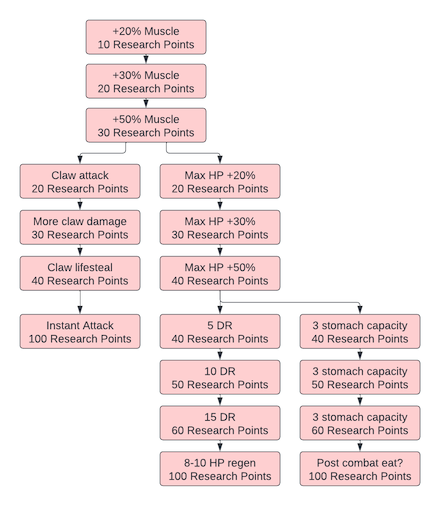 +20% Muscle
10 Research Points
+30% Muscle
20 Research Points
+50% Muscle
30 Research Points
Claw attack
20 Research Points
Max HP +20%
20 Research Points
More claw damage
30 Research Points
Max HP +30%
30 Research Points
Claw lifesteal
40 Research Points
Max HP +50%
40 Research Points
Instant Attack
100 Research Points
5 DR
40 Research Points
3 stomach capacity
40 Research Points
10 DR
50 Research Points
3 stomach capacity
50 Research Points
15 DR
60 Research Points
3 stomach capacity
60 Research Points
8-10 HP regen
100 Research Points
Post combat eat?
100 Research Points